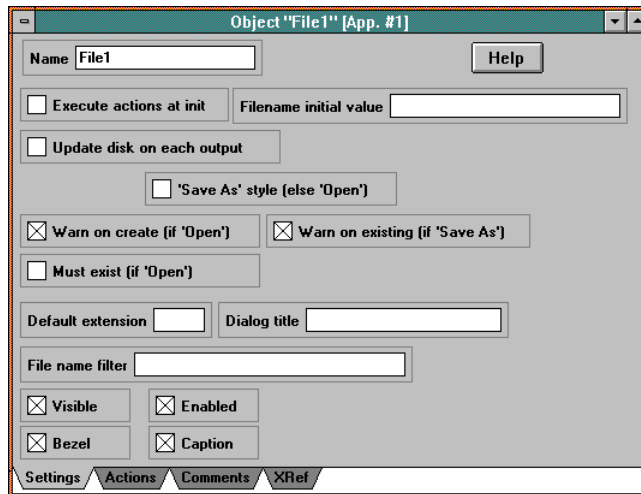 Object "File1" [App. #1]
Name File1 Help
Execute actions at init Filename initial value
Update disk on each output
'Save As' style (else 'Open')
Warn on create (if 'Open') Warn on existing (if 'Save As')
Must exist (if 'Open')
Default extension Dialog title
File name filter
Visible Enabled
Bezel Caption
Settings Actions Comments XRef